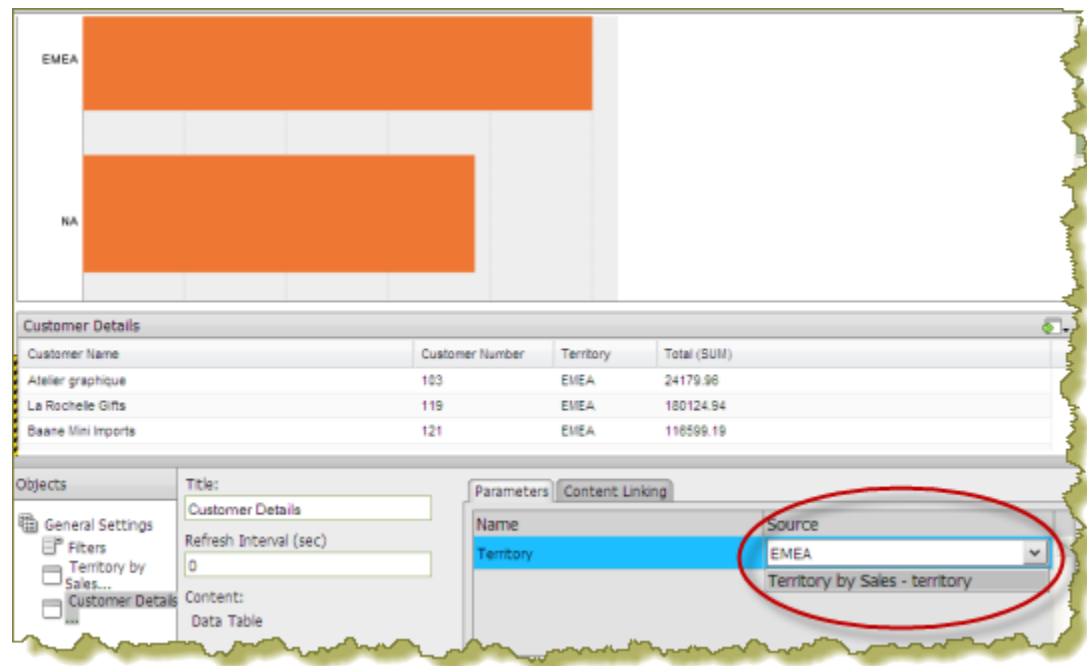 EMEA
NA
Customer Details
Customer Name Customer Number Territory Total (SUM)
Atelier graphique 103 EMEA 24179.96
La Rochelle Gifts 119 EMEA 180124.94
Baane Mini Imports 121 EMEA 116599.19
Objects
General Settings
Filters
Territory by
Sales...
Customer Details
...
Title:
Customer Details
Refresh Interval (sec)
0
Content:
Data Table
Parameters Content Linking
Name Source
Territory EMEA
Territory by Sales - territory